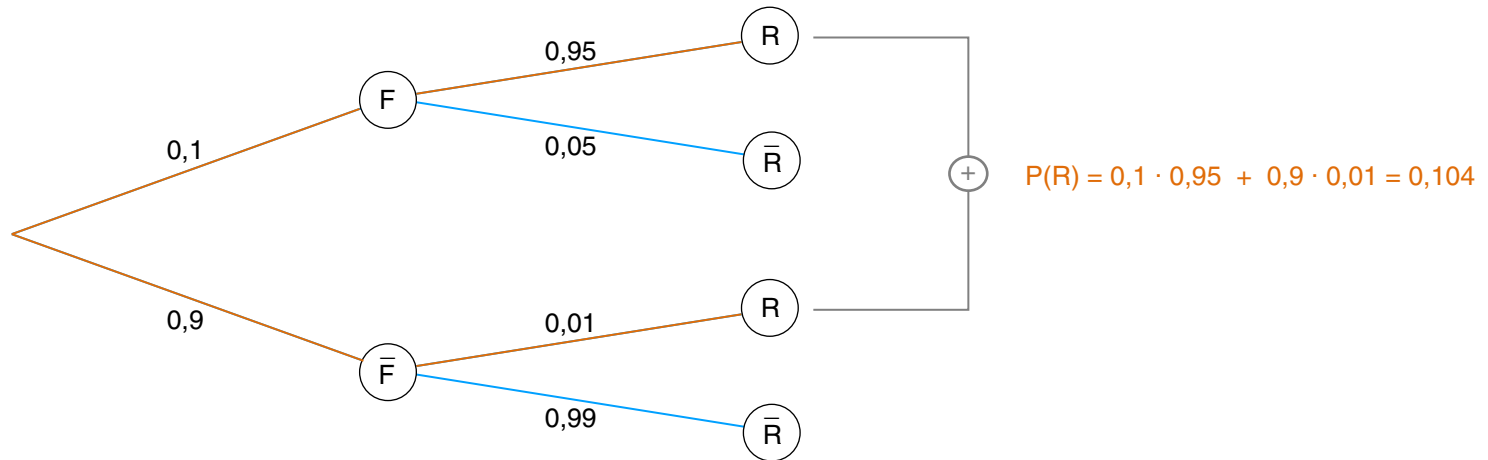 R
0,95
F
0,1
0,05
R̅
+
P(R) = 0,1 · 0,95 + 0,9 · 0,01 = 0,104
0,9
R
0,01
F̅
0,99
R̅